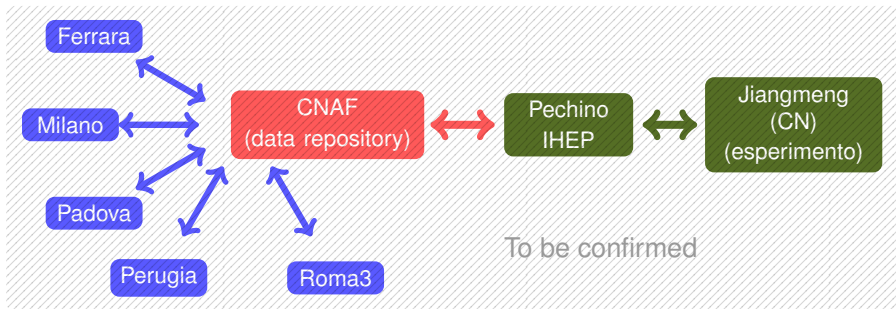 Ferrara
Milano
Padova
Perugia
Roma3
CNAF
(data repository)
Pechino
IHEP
Jiangmeng
(CN)
(esperimento)
To be confirmed